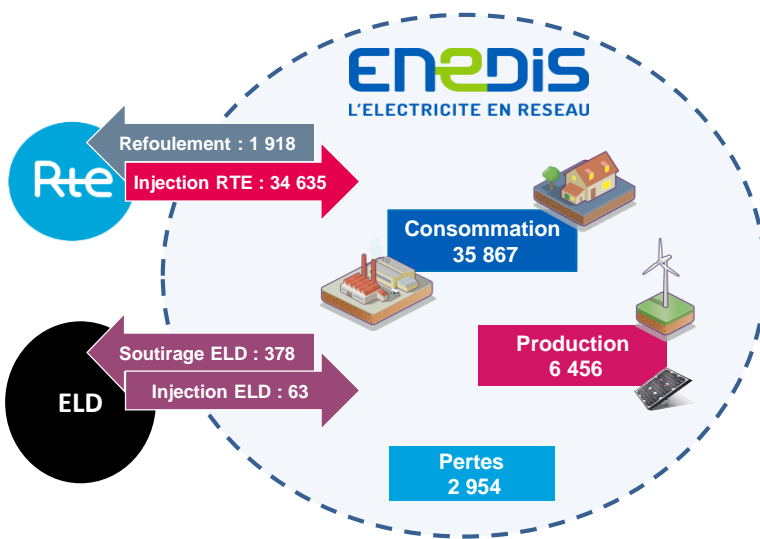 ENEDIS
L'ELECTRICITE EN RESEAU
Refoulement : 1 918
Rte
Injection RTE : 34 635
Consommation
35 867
Production
6 456
Soutirage ELD : 378
ELD
Injection ELD : 63
Pertes
2 954